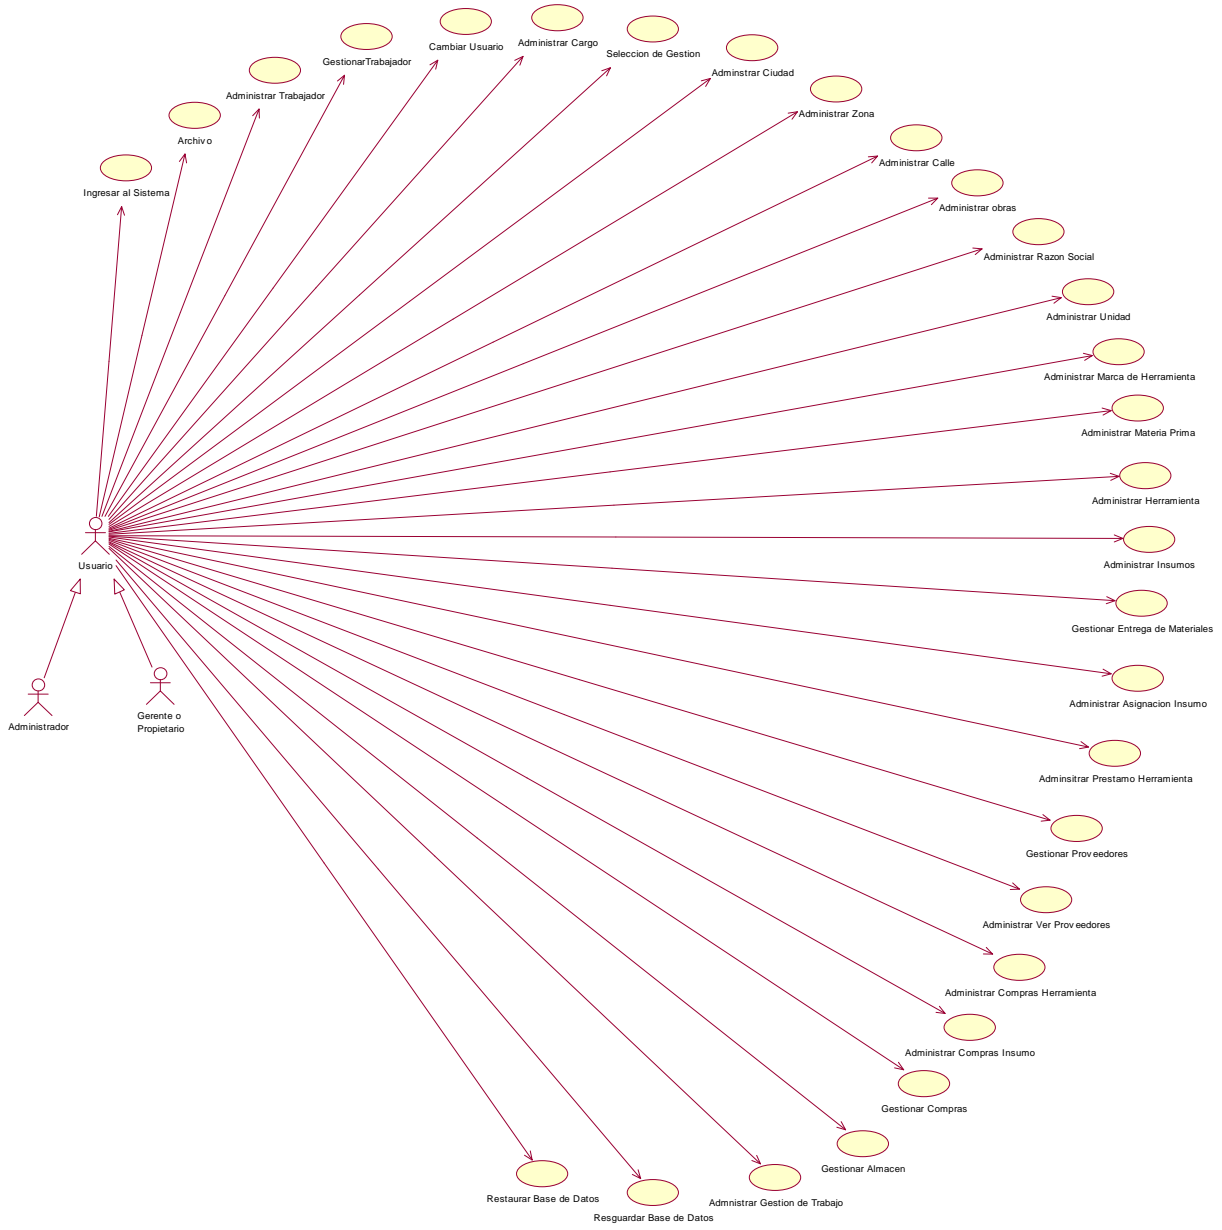 Administrar Cargo
Cambiar Usuario
Seleccion de Gestion
GestionarTrabajador
Adminstrar Ciudad
Administrar Trabajador
Administrar Zona
Archivo
Administrar Calle
Ingresar al Sistema
Administrar obras
Administrar Razon Social
Administrar Unidad
Administrar Marca de Herramienta
Administrar Materia Prima
Administrar Herramienta
Usuario
Administrar Insumos
Gestionar Entrega de Materiales
Administrar Asignacion Insumo
Administrador
Gerente o
Propietario
Adminsitrar Prestamo Herramienta
Gestionar Proveedores
Administrar Ver Proveedores
Administrar Compras Herramienta
Administrar Compras Insumo
Gestionar Compras
Gestionar Almacen
Restaurar Base de Datos
Admnistrar Gestion de Trabajo
Resguardar Base de Datos